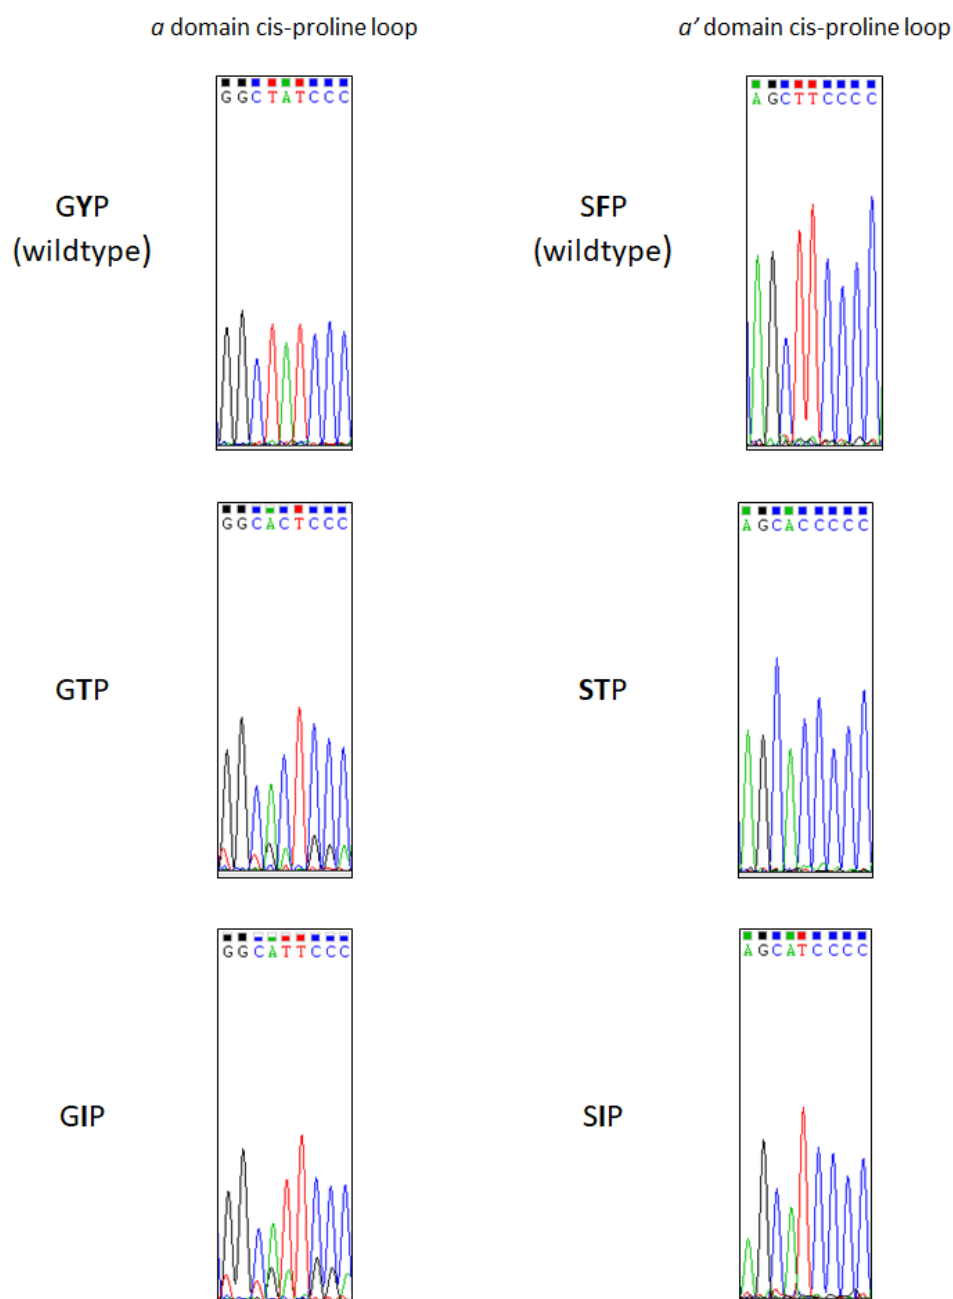 a domain cis-proline loop
a’ domain cis-proline loop
GGCTATCCC
AGCTTCCCC
GYP
(wildtype)
SFP
(wildtype)
GGCACTCCC
AGCACCCCC
GTP
STP
GGCATTCCC
AGCATCCCC
GIP
SIP